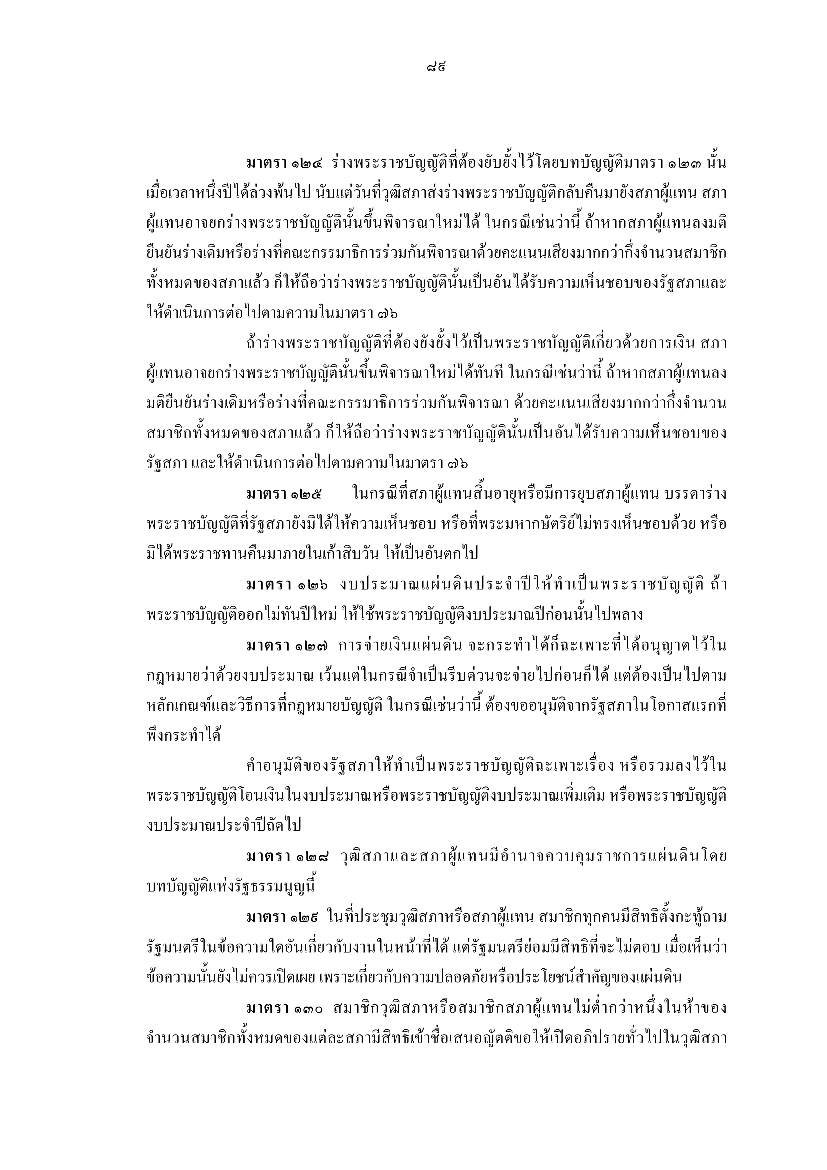 ๘๙
มาตรา ๑๒๔ ร่างพระราชบัญญัติที่ต้องยับยั้งไว้โดยบทบัญญัติมาตรา ๑๒๓ นั้น
เมื่อเวลาหนึ่งปีได้ล่วงพ้นไป นับแต่วันที่วุฒิสภาส่งร่างพระราชบัญญัติกลับคืนมายังสภาผู้แทน สภา
ผู้แทนอาจยกร่างพระราชบัญญัตินั้นขึ้นพิจารณาใหม่ได้ ในกรณีเช่นว่านี้ ถ้าหากสภาผู้แทนลงมติ
ยืนยันร่างเดิมหรือร่างที่คณะกรรมาธิการร่วมกันพิจารณาด้วยคะแนนเสียงมากกว่ากึ่งจำนวนสมาชิก
ทั้งหมดของสภาแล้ว ก็ให้ถือว่าร่างพระราชบัญญัตินั้นเป็นอันได้รับความเห็นชอบของรัฐสภาและ
ให้ดำเนินการต่อไปตามความในมาตรา ๗๖
ถ้าร่างพระราชบัญญัติที่ต้องยังยั้งไว้เป็นพระราชบัญญัติเกี่ยวด้วยการเงิน สภา
ผู้แทนอาจยกร่างพระราชบัญญัตินั้นขึ้นพิจารณาใหม่ได้ทันที ในกรณีเช่นว่านี้ ถ้าหากสภาผู้แทนลง
มติยืนยันร่างเดิมหรือร่างที่คณะกรรมาธิการร่วมกันพิจารณา ด้วยคะแนนเสียงมากกว่ากึ่งจำนวน
สมาชิกทั้งหมดของสภาแล้ว ก็ให้ถือว่าร่างพระราชบัญญัตินั้นเป็นอันได้รับความเห็นชอบของ
รัฐสภา และให้ดำเนินการต่อไปตามความในมาตรา ๗๖
มาตรา ๑๒๕ ในกรณีที่สภาผู้แทนสิ้นอายุหรือมีการยุบสภาผู้แทน บรรดาร่าง
พระราชบัญญัติที่รัฐสภายังมิได้ให้ความเห็นชอบ หรือที่พระมหากษัตริย์ไม่ทรงเห็นชอบด้วย หรือ
มิได้พระราชทานคืนมาภายในเก้าสิบวัน ให้เป็นอันตกไป
มาตรา ๑๒๖ งบประมาณแผ่นดินประจำปีให้ทำเป็นพระราชบัญญัติ ถ้า
พระราชบัญญัติออกไม่ทันปีใหม่ ให้ใช้พระราชบัญญัติงบประมาณปีก่อนนั้นไปพลาง
มาตรา ๑๒๗ การจ่ายเงินแผ่นดิน จะกระทำได้ก็ฉะเพาะที่ได้อนุญาตไว้ใน
กฎหมายว่าด้วยงบประมาณ เว้นแต่ในกรณีจำเป็นรีบด่วนจะจ่ายไปก่อนก็ได้ แต่ต้องเป็นไปตาม
หลักเกณฑ์และวิธีการที่กฎหมายบัญญัติ ในกรณีเช่นว่านี้ ต้องขออนุมัติจากรัฐสภาในโอกาสแรกที่
พึงกระทำได้
คำอนุมัติของรัฐสภาให้ทำเป็นพระราชบัญญัติฉะเพาะเรื่อง หรือรวมลงไว้ใน
พระราชบัญญัติโอนเงินในงบประมาณหรือพระราชบัญญัติงบประมาณเพิ่มเติม หรือพระราชบัญญัติ
งบประมาณประจำปีถัดไป
มาตรา ๑๒๘ วุฒิสภาและสภาผู้แทนมีอำนาจควบคุมราชการแผ่นดินโดย
บทบัญญัติแห่งรัฐธรรมนูญนี้
มาตรา ๑๒๙ ในที่ประชุมวุฒิสภาหรือสภาผู้แทน สมาชิกทุกคนมีสิทธิตั้งกะทู้ถาม
รัฐมนตรีในข้อความใดอันเกี่ยวกับงานในหน้าที่ได้ แต่รัฐมนตรีย่อมมีสิทธิที่จะไม่ตอบ เมื่อเห็นว่า
ข้อความนั้นยังไม่ควรเปิดเผย เพราะเกี่ยวกับความปลอดภัยหรือประโยชน์สำคัญของแผ่นดิน
มาตรา ๑๓๐ สมาชิกวุฒิสภาหรือสมาชิกสภาผู้แทนไม่ต่ำกว่าหนึ่งในห้าของ
จำนวนสมาชิกทั้งหมดของแต่ละสภามีสิทธิเข้าชื่อเสนอญัตติขอให้เปิดอภิปรายทั่วไปในวุฒิสภา